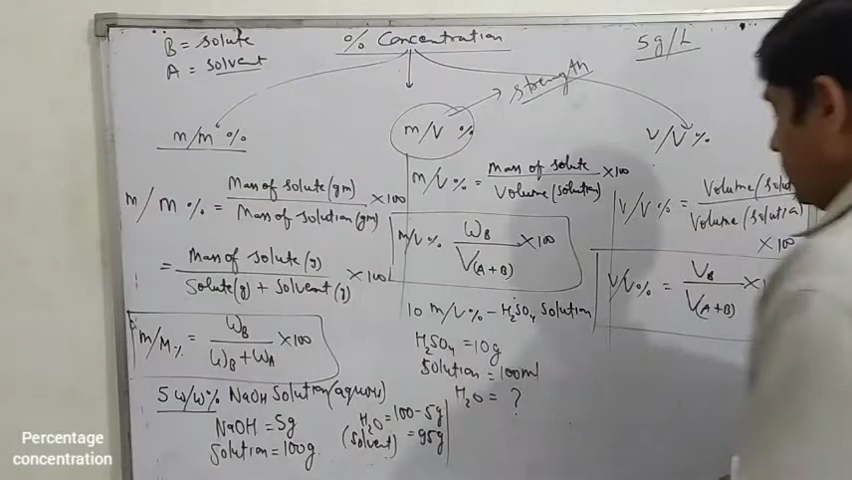 B = solute
A = solvent
% Concentration
5g/L
strength
m/m %
m/v %
V/V %
m/m % = Mass of solute (gm) / Mass of solution (gm) × 100
= Mass of solute (g) / Solute (g) + Solvent (g) × 100
m/M % = WB / WB + WA × 100
5 w/w % NaOH Solution (aqueous)
NaOH = 5g
Solution = 100g
H2O = 100 - 5g
(Solvent) = 95g
m/v % = Mass of solute / Volume (solution) × 100
m/v % WB / V(A+B) × 100
10 m/v % - H2SO4 Solution
H2SO4 = 10g
Solution = 100ml
H2O = ?
V/V % = Volume (solut / Volume (solution) × 100
V/V % = VB / V(A+B) × 1
Percentage
concentration